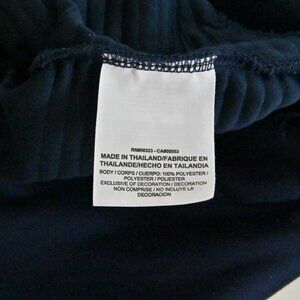 RN#56323 - CA#05553
MADE IN THAILAND/FABRIQUE EN
THAILANDE/HECHO EN TAILANDIA
BODY / CORPS / CUERPO: 100% POLYESTER /
POLYESTER / POLIESTER
EXCLUSIVE OF DECORATION / DECORATION
NON COMPRISE / NO INCLUYE LA
DECORACIÓN